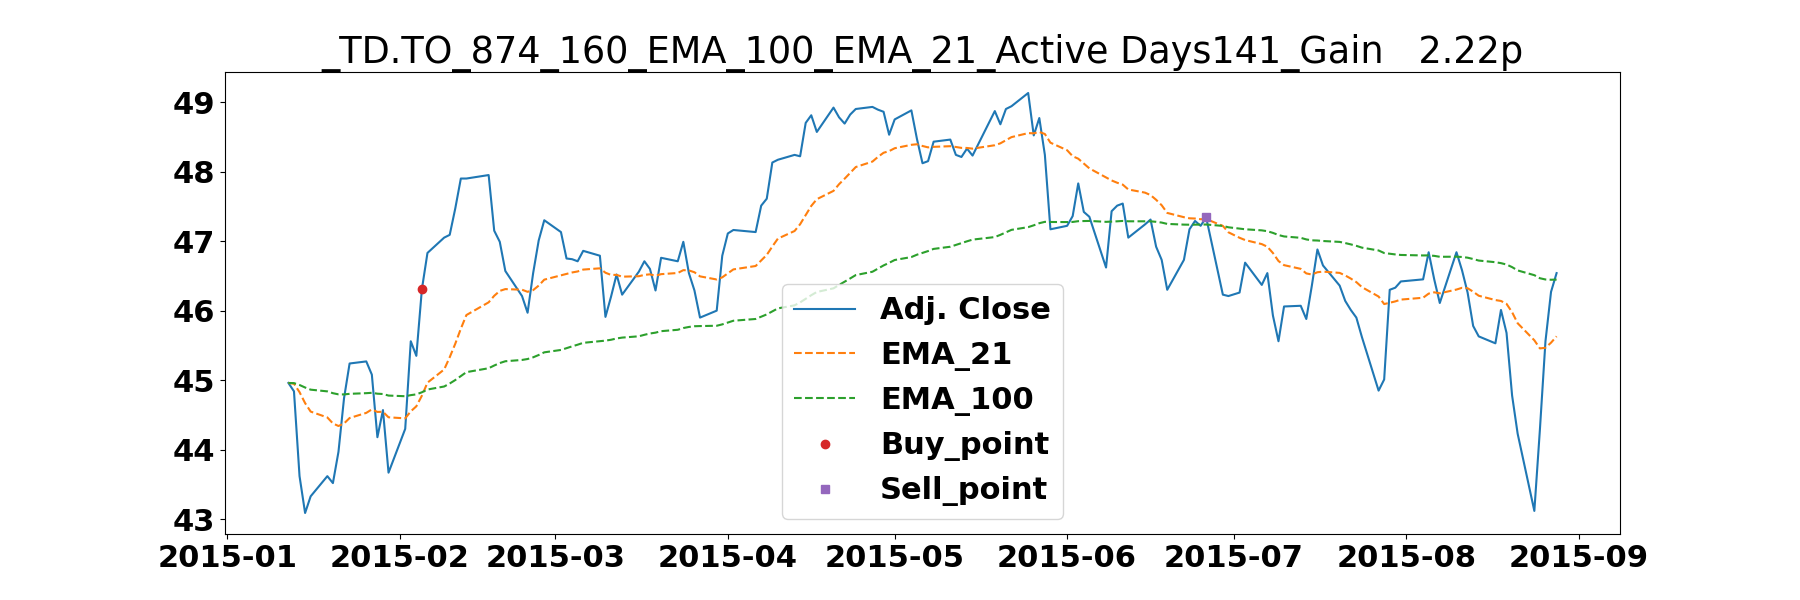 _TD.TO_874_160_EMA_100_EMA_21_Active Days141_Gain   2.22p
49
48
47
46
45
44
43
Adj. Close
EMA_21
EMA_100
Buy_point
Sell_point
2015-01 2015-02 2015-03 2015-04 2015-05 2015-06 2015-07 2015-08 2015-09